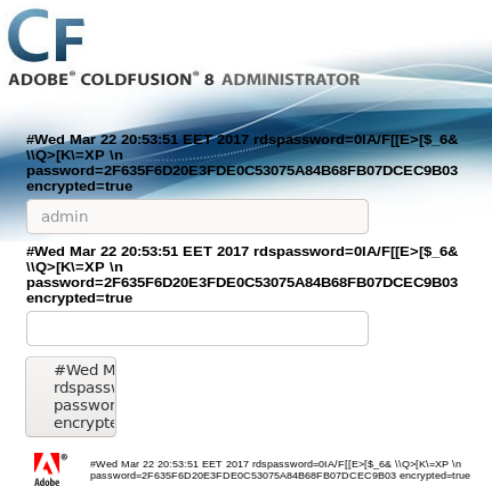 CF
ADOBE® COLDFUSION® 8 ADMINISTRATOR
#Wed Mar 22 20:53:51 EET 2017 rdspassword=0IA/F[[E>[$_6&
\\Q>[K\=XP \n
password=2F635F6D20E3FDE0C53075A84B68FB07DCEC9B03
encrypted=true
admin
#Wed Mar 22 20:53:51 EET 2017 rdspassword=0IA/F[[E>[$_6&
\\Q>[K\=XP \n
password=2F635F6D20E3FDE0C53075A84B68FB07DCEC9B03
encrypted=true
#Wed M
rdspassw
passwor
encrypte
Adobe®
#Wed Mar 22 20:53:51 EET 2017 rdspassword=0IA/F[[E>[$_6& \\Q>[K\=XP \n
password=2F635F6D20E3FDE0C53075A84B68FB07DCEC9B03 encrypted=true